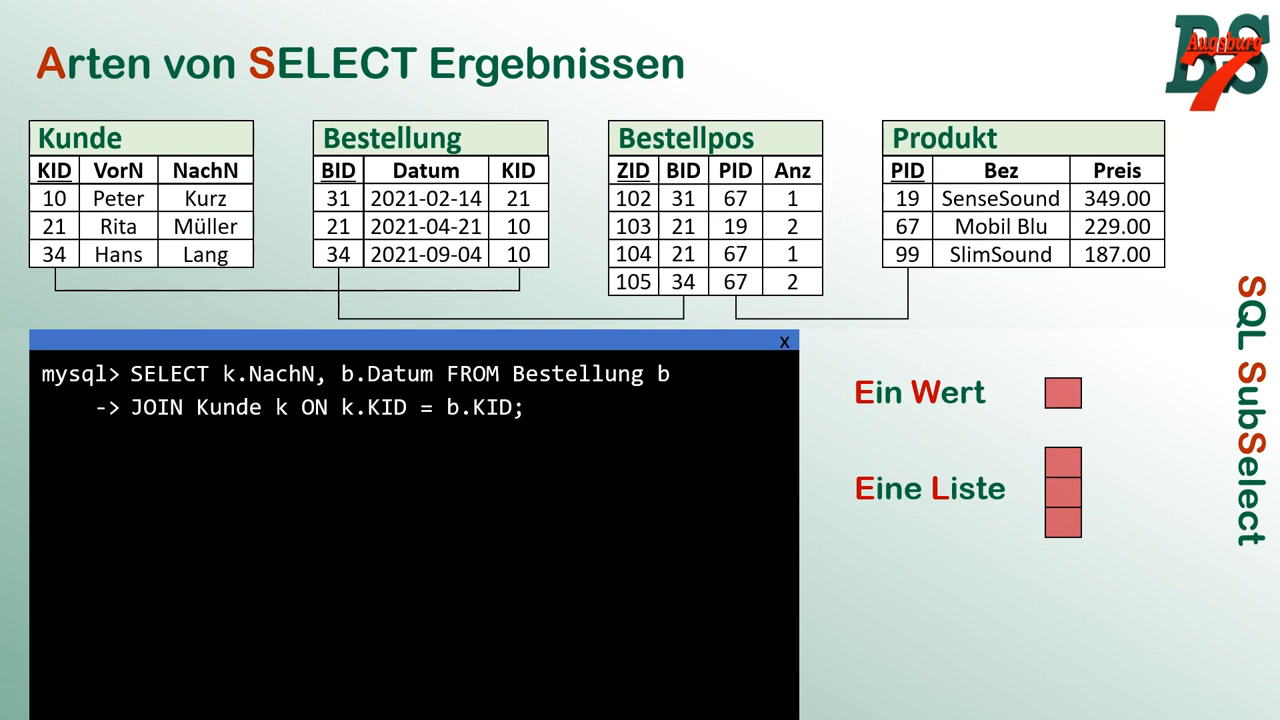 Arten von SELECT Ergebnissen
BS
Augsburg
7
Kunde
KID VorN NachN
10 Peter Kurz
21 Rita Müller
34 Hans Lang
Bestellung
BID Datum KID
31 2021-02-14 21
21 2021-04-21 10
34 2021-09-04 10
Bestellpos
ZID BID PID Anz
102 31 67 1
103 21 19 2
104 21 67 1
105 34 67 2
Produkt
PID Bez Preis
19 SenseSound 349.00
67 Mobil Blu 229.00
99 SlimSound 187.00
x
mysql> SELECT k.NachN, b.Datum FROM Bestellung b
-> JOIN Kunde k ON k.KID = b.KID;
Ein Wert
Eine Liste
SQL SubSelect